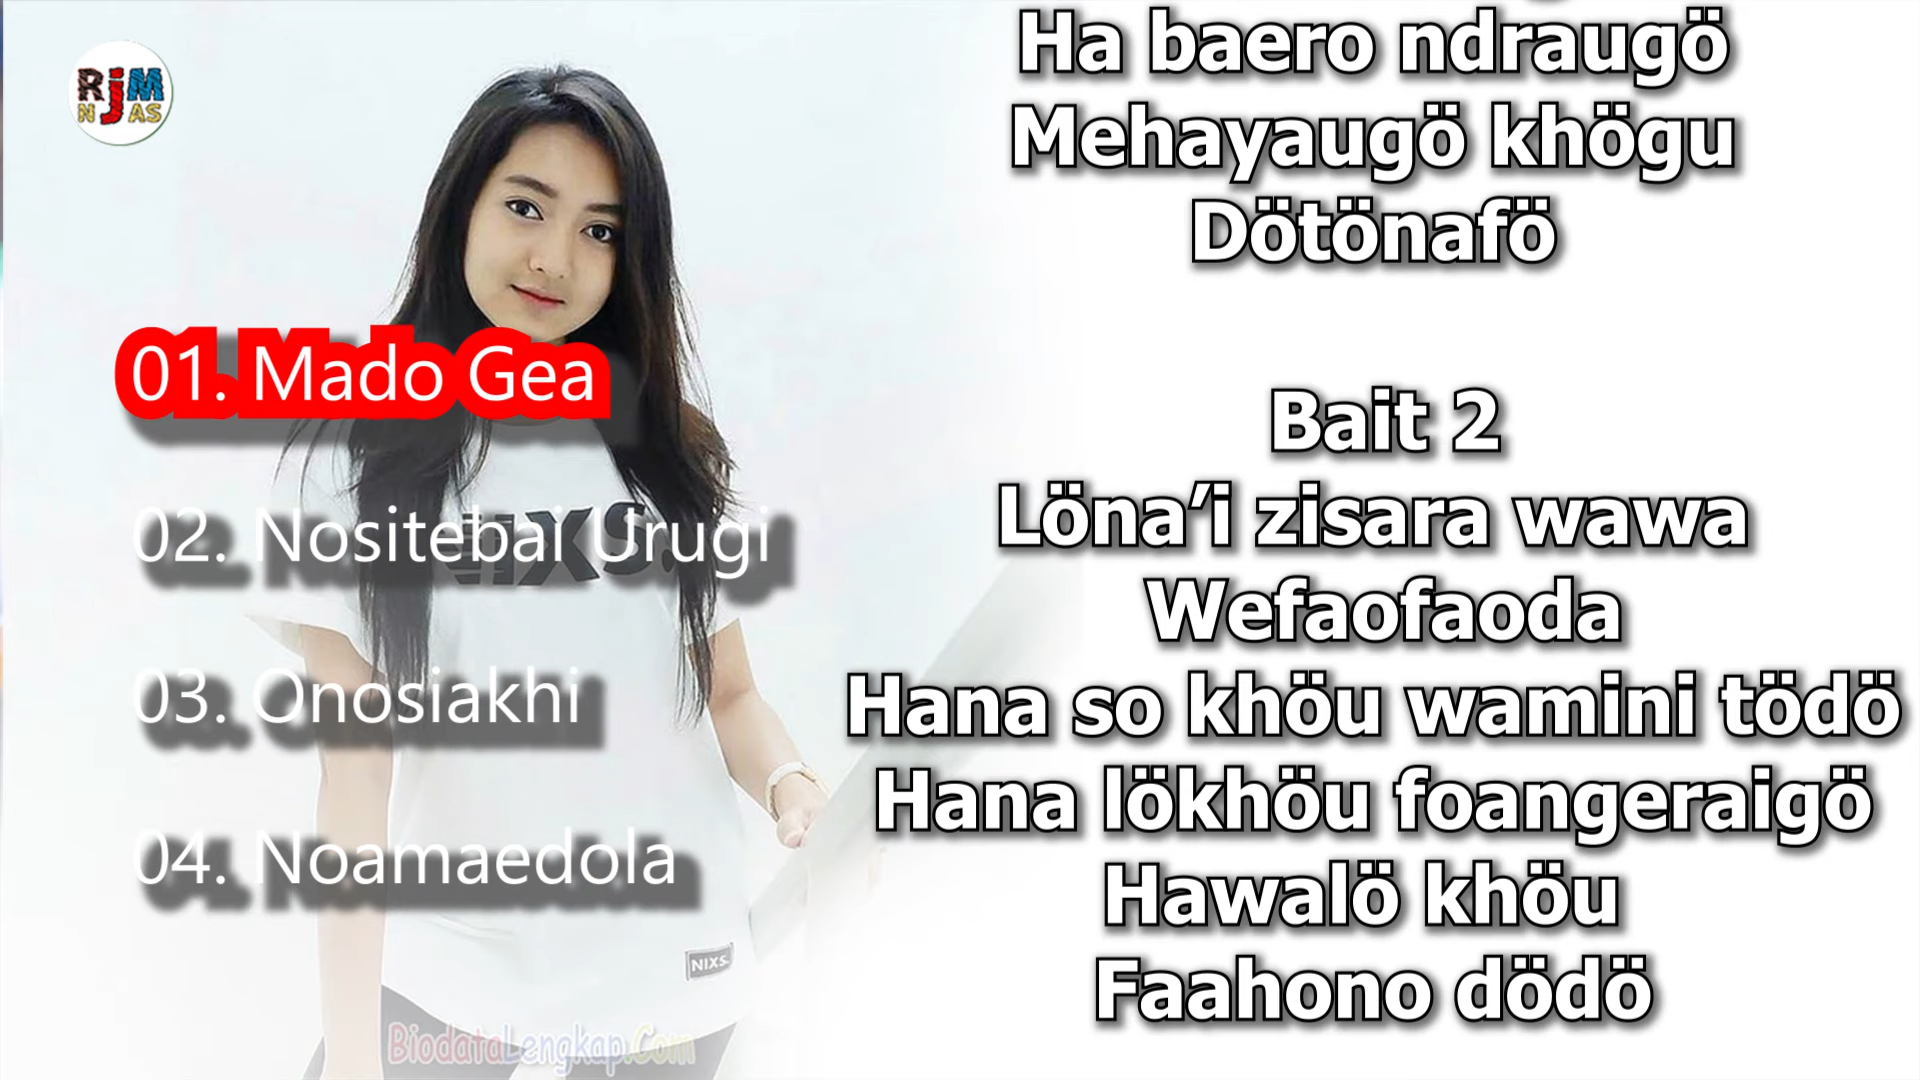 RJM
NJAS
01. Mado Gea
02. Nositebai Urugi
03. Onosiakhi
04. Noamaedola
NIXS.
BiodataLengkap.Com
Ha baero ndraugö
Mehayaugö khögu
Dötönafö
Bait 2
Löna’i zisara wawa
Wefaofaoda
Hana so khöu wamini tödö
Hana lökhöu foangeraigö
Hawalö khöu
Faahono dödö